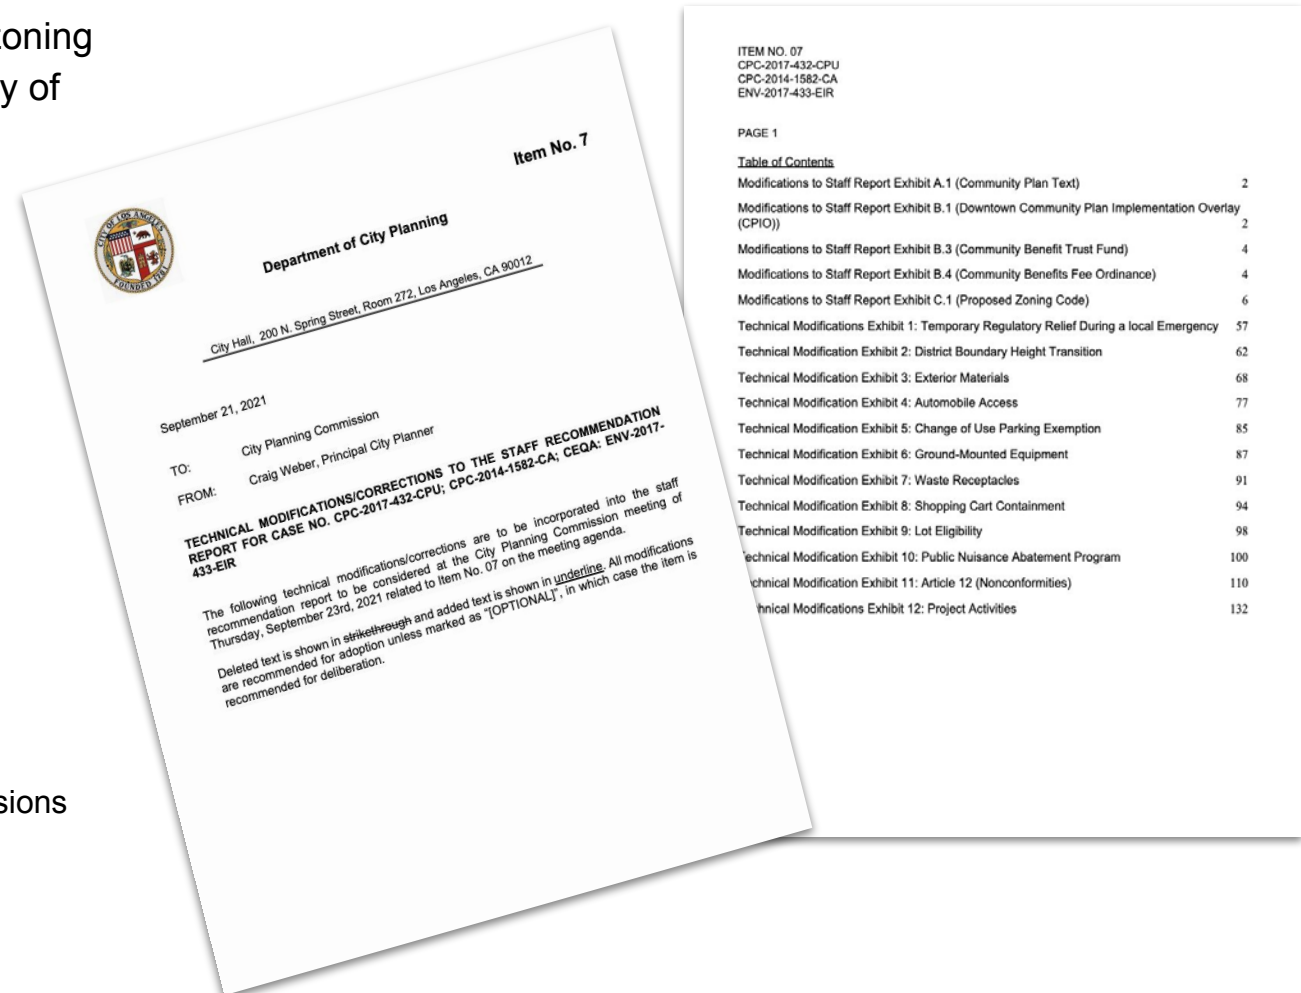 zoning
y of
sions
Item No. 7
CITY OF LOS ANGELES
FOUNDED 1781
Department of City Planning
City Hall, 200 N. Spring Street, Room 272, Los Angeles, CA 90012
September 21, 2021
TO: City Planning Commission
FROM: Craig Weber, Principal City Planner
TECHNICAL MODIFICATIONS/CORRECTIONS TO THE STAFF RECOMMENDATION
REPORT FOR CASE NO. CPC-2017-432-CPU; CPC-2014-1582-CA; CEQA: ENV-2017-
433-EIR
The following technical modifications/corrections are to be incorporated into the staff
recommendation report to be considered at the City Planning Commission meeting of
Thursday, September 23rd, 2021 related to Item No. 07 on the meeting agenda.
Deleted text is shown in strikethrough and added text is shown in underline. All modifications
are recommended for adoption unless marked as "[OPTIONAL]", in which case the item is
recommended for deliberation.
ITEM NO. 07
CPC-2017-432-CPU
CPC-2014-1582-CA
ENV-2017-433-EIR
PAGE 1
Table of Contents
Modifications to Staff Report Exhibit A.1 (Community Plan Text) 2
Modifications to Staff Report Exhibit B.1 (Downtown Community Plan Implementation Overlay
(CPIO)) 2
Modifications to Staff Report Exhibit B.3 (Community Benefit Trust Fund) 4
Modifications to Staff Report Exhibit B.4 (Community Benefits Fee Ordinance) 4
Modifications to Staff Report Exhibit C.1 (Proposed Zoning Code) 6
Technical Modifications Exhibit 1: Temporary Regulatory Relief During a local Emergency 57
Technical Modification Exhibit 2: District Boundary Height Transition 62
Technical Modification Exhibit 3: Exterior Materials 68
Technical Modification Exhibit 4: Automobile Access 77
Technical Modification Exhibit 5: Change of Use Parking Exemption 85
Technical Modification Exhibit 6: Ground-Mounted Equipment 87
Technical Modification Exhibit 7: Waste Receptacles 91
Technical Modification Exhibit 8: Shopping Cart Containment 94
Technical Modification Exhibit 9: Lot Eligibility 98
echnical Modification Exhibit 10: Public Nuisance Abatement Program 100
chnical Modification Exhibit 11: Article 12 (Nonconformities) 110
hnical Modifications Exhibit 12: Project Activities 132